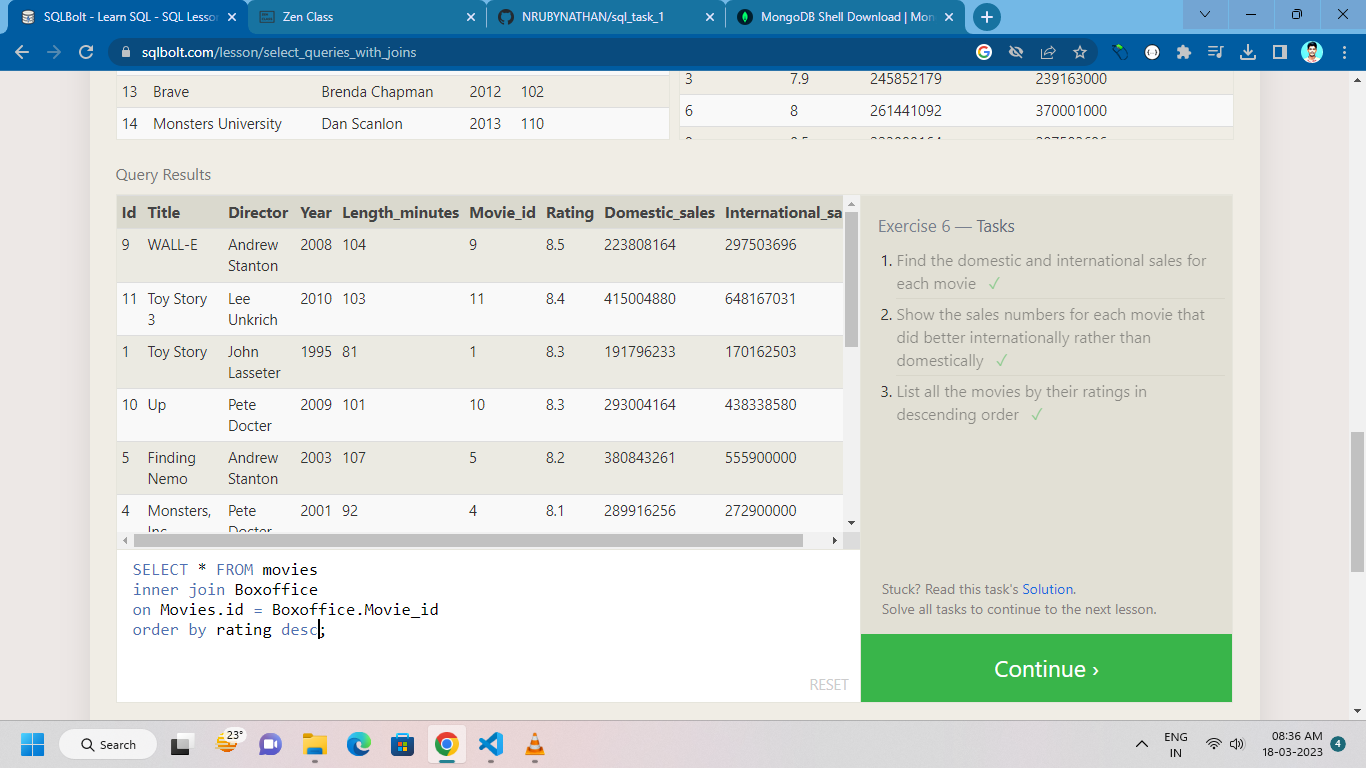 SQLBolt - Learn SQL - SQL Lesson
Zen Class
NRUBYNATHAN/sql_task_1
MongoDB Shell Download | Mon
sqlbolt.com/lesson/select_queries_with_joins
13 Brave Brenda Chapman 2012 102
14 Monsters University Dan Scanlon 2013 110
3 7.9 245852179 239163000
6 8 261441092 370001000
Query Results
Id Title Director Year Length_minutes Movie_id Rating Domestic_sales International_sa
9 WALL-E Andrew Stanton 2008 104 9 8.5 223808164 297503696
11 Toy Story 3 Lee Unkrich 2010 103 11 8.4 415004880 648167031
1 Toy Story John Lasseter 1995 81 1 8.3 191796233 170162503
10 Up Pete Docter 2009 101 10 8.3 293004164 438338580
5 Finding Nemo Andrew Stanton 2003 107 5 8.2 380843261 555900000
4 Monsters, Inc. Pete Docter 2001 92 4 8.1 289916256 272900000
SELECT * FROM movies
inner join Boxoffice
on Movies.id = Boxoffice.Movie_id
order by rating desc;
RESET
Exercise 6 — Tasks
1. Find the domestic and international sales for
each movie ✓
2. Show the sales numbers for each movie that
did better internationally rather than
domestically ✓
3. List all the movies by their ratings in
descending order ✓
Stuck? Read this task's Solution.
Solve all tasks to continue to the next lesson.
Continue ›
Search
23°
ENG
IN
08:36 AM
18-03-2023
4